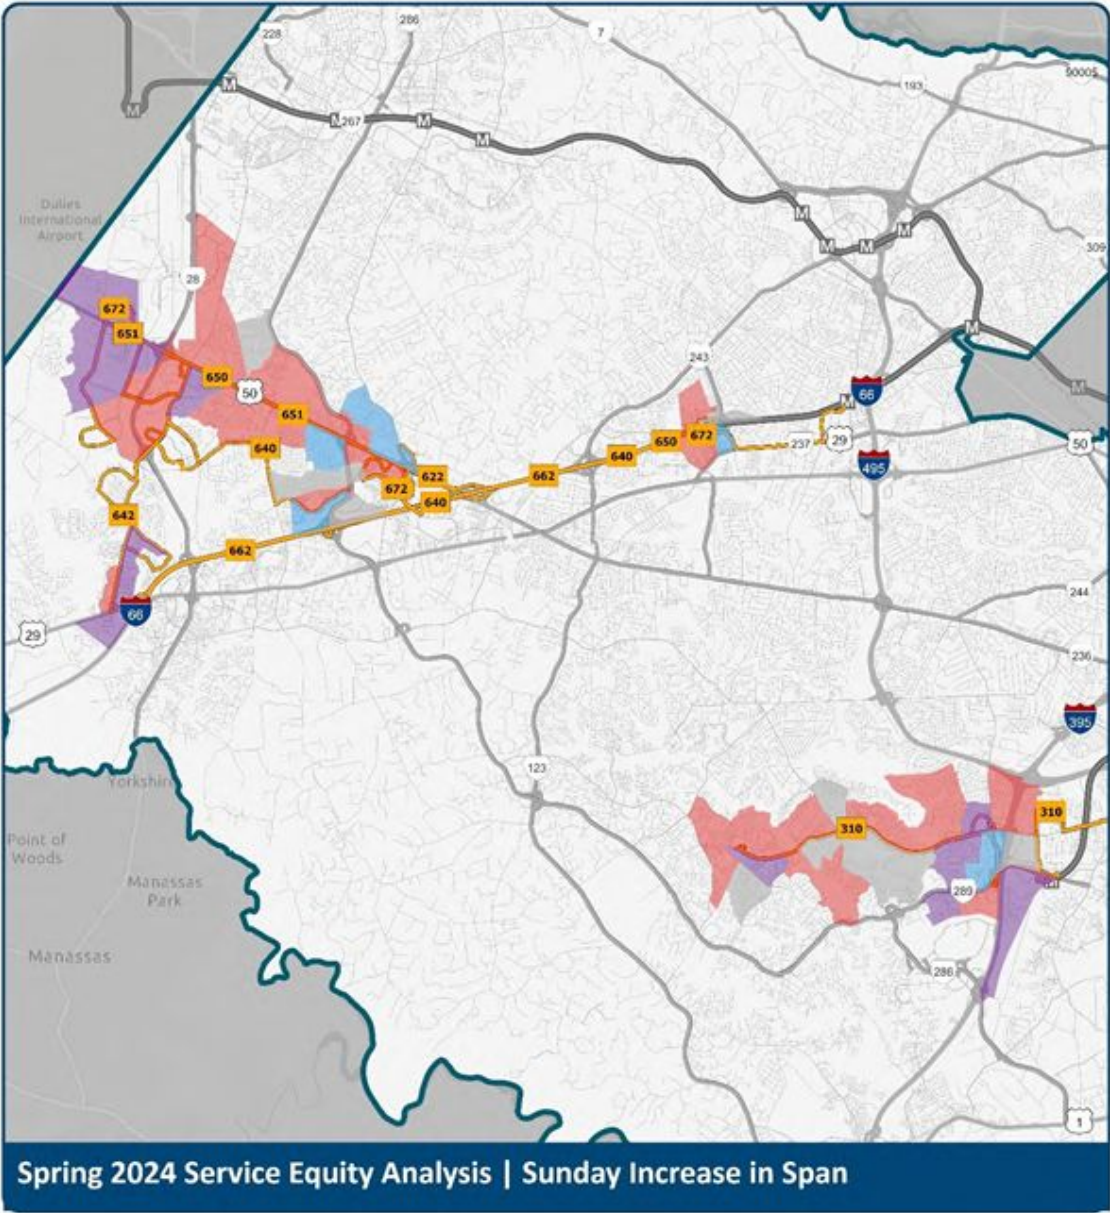 286
228
7
193
9000S
M
M
M 267
M
M
Dulles
International
Airport
M
M
M
M
309
28
672
651
M
243
650
50
M
66
651
M
672
650
237
29
50
640
640
495
622
662
672
640
642
662
66
244
29
236
395
123
Yorkshire
310
310
Point of
Woods
Manassas
Park
289
M
Manassas
286
1
Spring 2024 Service Equity Analysis | Sunday Increase in Span